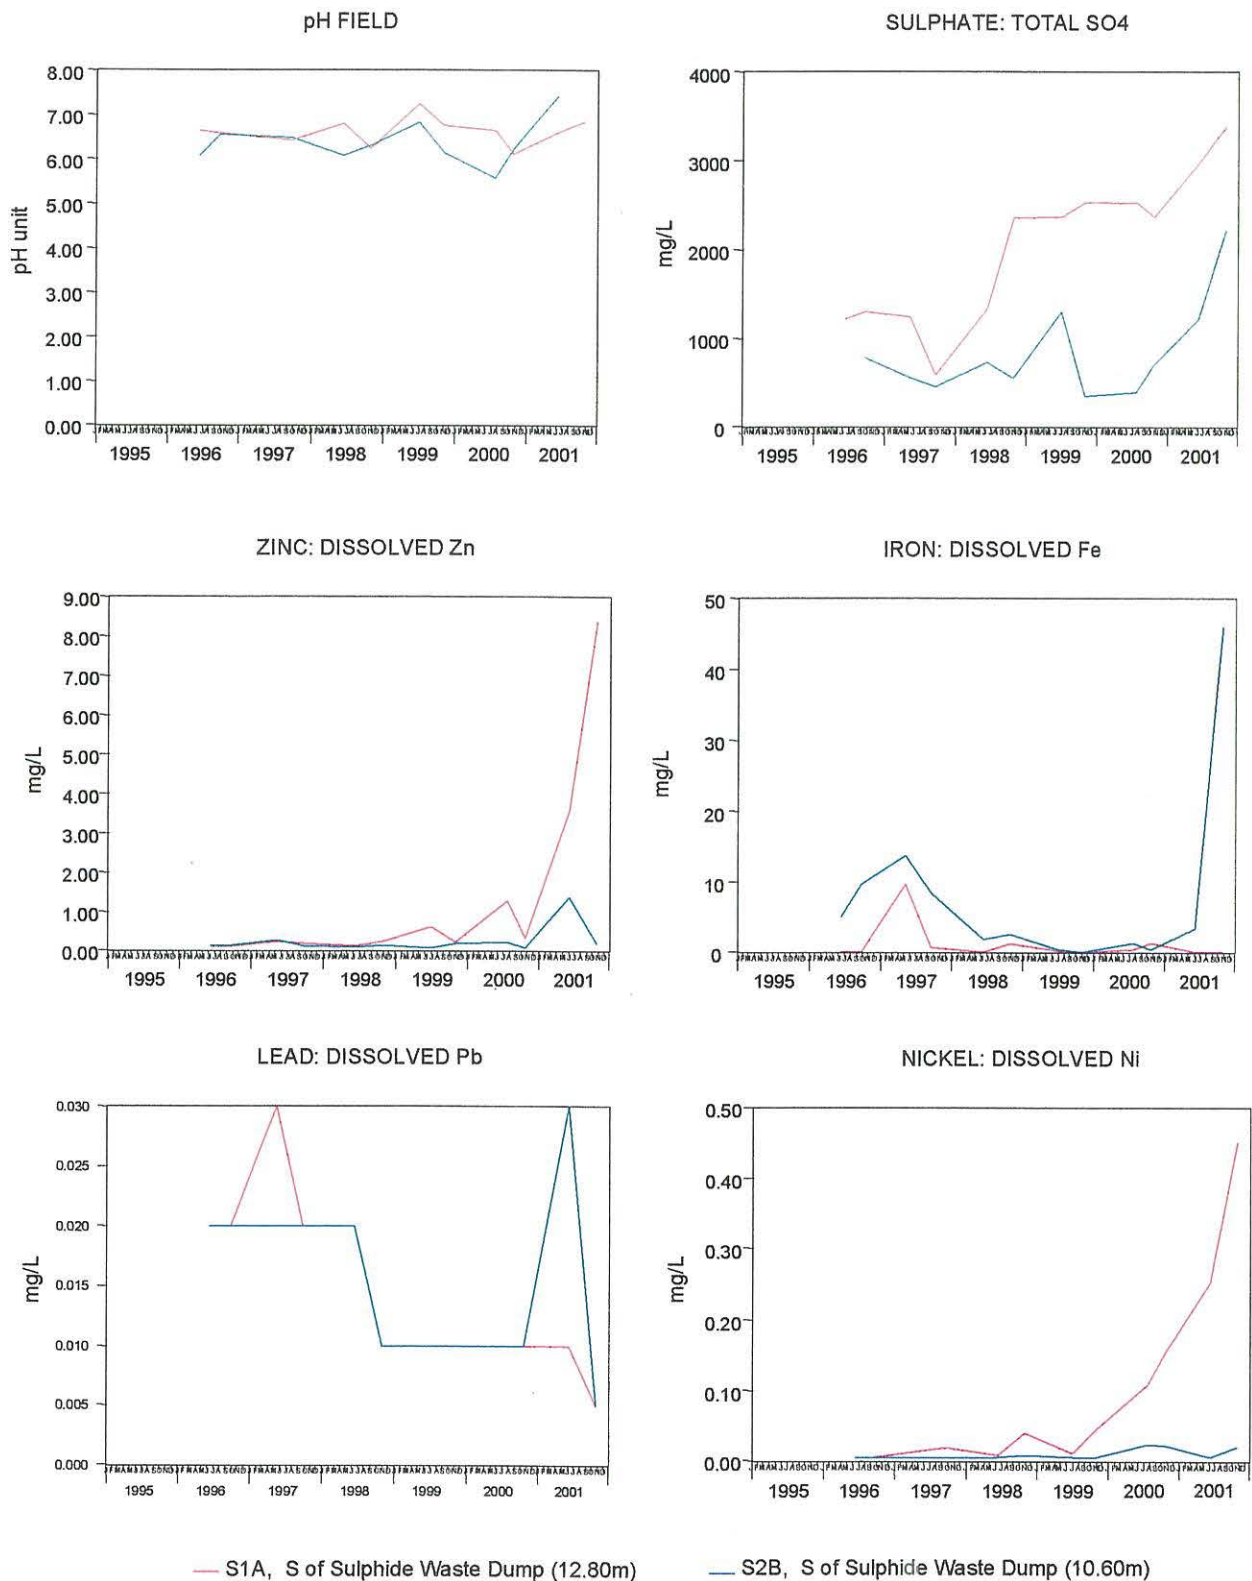 pH FIELD
SULPHATE: TOTAL SO4
8.00
7.00
6.00
5.00
4.00
3.00
2.00
1.00
0.00
pH unit
J F M A M J J A S O N D J F M A M J J A S O N D J F M A M J J A S O N D J F M A M J J A S O N D J F M A M J J A S O N D J F M A M J J A S O N D J F M A M J J A S O N D
1995 1996 1997 1998 1999 2000 2001
4000
3000
2000
1000
0
mg/L
J F M A M J J A S O N D J F M A M J J A S O N D J F M A M J J A S O N D J F M A M J J A S O N D J F M A M J J A S O N D J F M A M J J A S O N D J F M A M J J A S O N D
1995 1996 1997 1998 1999 2000 2001
ZINC: DISSOLVED Zn
IRON: DISSOLVED Fe
9.00
8.00
7.00
6.00
5.00
4.00
3.00
2.00
1.00
0.00
mg/L
J F M A M J J A S O N D J F M A M J J A S O N D J F M A M J J A S O N D J F M A M J J A S O N D J F M A M J J A S O N D J F M A M J J A S O N D J F M A M J J A S O N D
1995 1996 1997 1998 1999 2000 2001
50
40
30
20
10
0
mg/L
J F M A M J J A S O N D J F M A M J J A S O N D J F M A M J J A S O N D J F M A M J J A S O N D J F M A M J J A S O N D J F M A M J J A S O N D J F M A M J J A S O N D
1995 1996 1997 1998 1999 2000 2001
LEAD: DISSOLVED Pb
NICKEL: DISSOLVED Ni
0.030
0.025
0.020
0.015
0.010
0.005
0.000
mg/L
J F M A M J J A S O N D J F M A M J J A S O N D J F M A M J J A S O N D J F M A M J J A S O N D J F M A M J J A S O N D J F M A M J J A S O N D J F M A M J J A S O N D
1995 1996 1997 1998 1999 2000 2001
0.50
0.40
0.30
0.20
0.10
0.00
mg/L
J F M A M J J A S O N D J F M A M J J A S O N D J F M A M J J A S O N D J F M A M J J A S O N D J F M A M J J A S O N D J F M A M J J A S O N D J F M A M J J A S O N D
1995 1996 1997 1998 1999 2000 2001
S1A, S of Sulphide Waste Dump (12.80m)
S2B, S of Sulphide Waste Dump (10.60m)